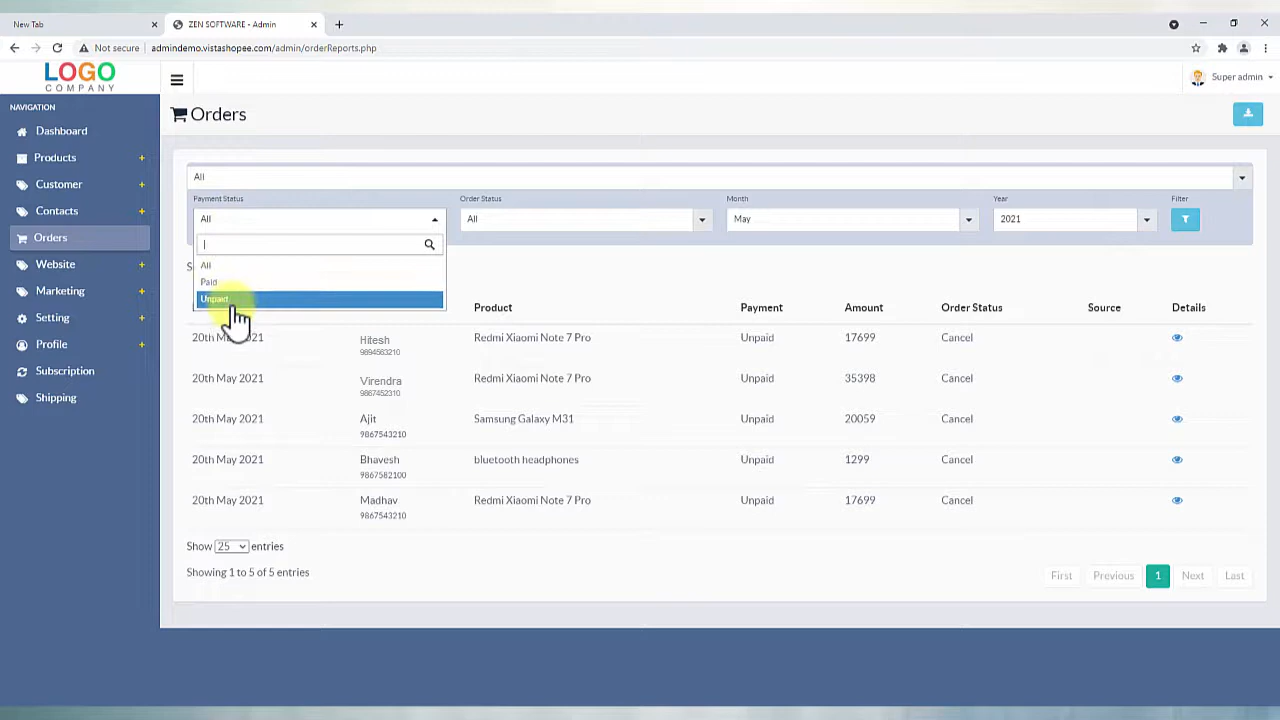 New Tab
ZEN SOFTWARE - Admin
Not secure admindemo.vistashopee.com/admin/orderReports.php
LOGO
COMPANY
Super admin
NAVIGATION
Dashboard
Products +
Customer +
Contacts +
Orders
Website +
Marketing +
Setting +
Profile +
Subscription
Shipping
Orders
All
Payment Status Order Status Month Year Filter
All All May 2021
All
Paid
Unpaid
S
Product Payment Amount Order Status Source Details
20th May 2021 Hitesh Redmi Xiaomi Note 7 Pro Unpaid 17699 Cancel
9894563210
20th May 2021 Virendra Redmi Xiaomi Note 7 Pro Unpaid 35398 Cancel
9867452310
20th May 2021 Ajit Samsung Galaxy M31 Unpaid 20059 Cancel
9867543210
20th May 2021 Bhavesh bluetooth headphones Unpaid 1299 Cancel
9867582100
20th May 2021 Madhav Redmi Xiaomi Note 7 Pro Unpaid 17699 Cancel
9867543210
Show 25 entries
Showing 1 to 5 of 5 entries
First Previous 1 Next Last